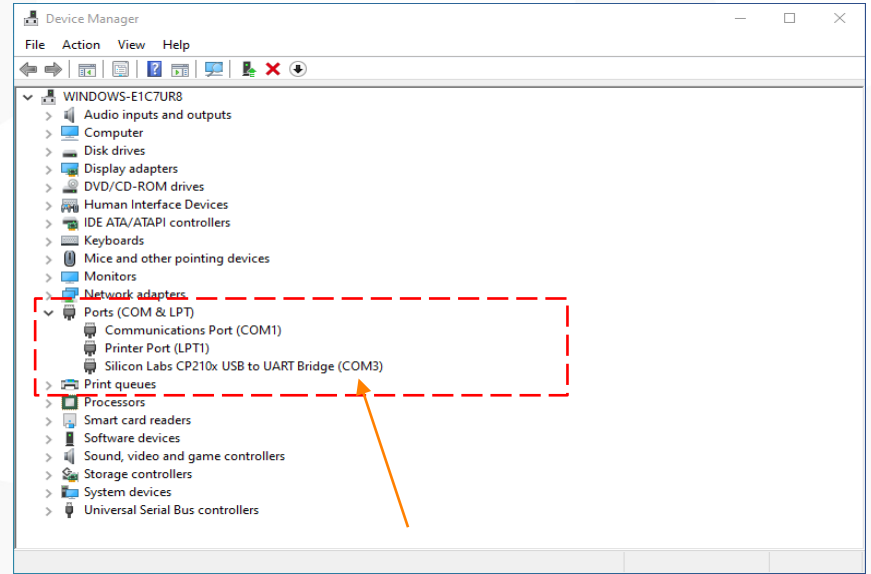 Device Manager
File Action View Help
WINDOWS-E1C7UR8
Audio inputs and outputs
Computer
Disk drives
Display adapters
DVD/CD-ROM drives
Human Interface Devices
IDE ATA/ATAPI controllers
Keyboards
Mice and other pointing devices
Monitors
Network adapters
Ports (COM & LPT)
Communications Port (COM1)
Printer Port (LPT1)
Silicon Labs CP210x USB to UART Bridge (COM3)
Print queues
Processors
Smart card readers
Software devices
Sound, video and game controllers
Storage controllers
System devices
Universal Serial Bus controllers